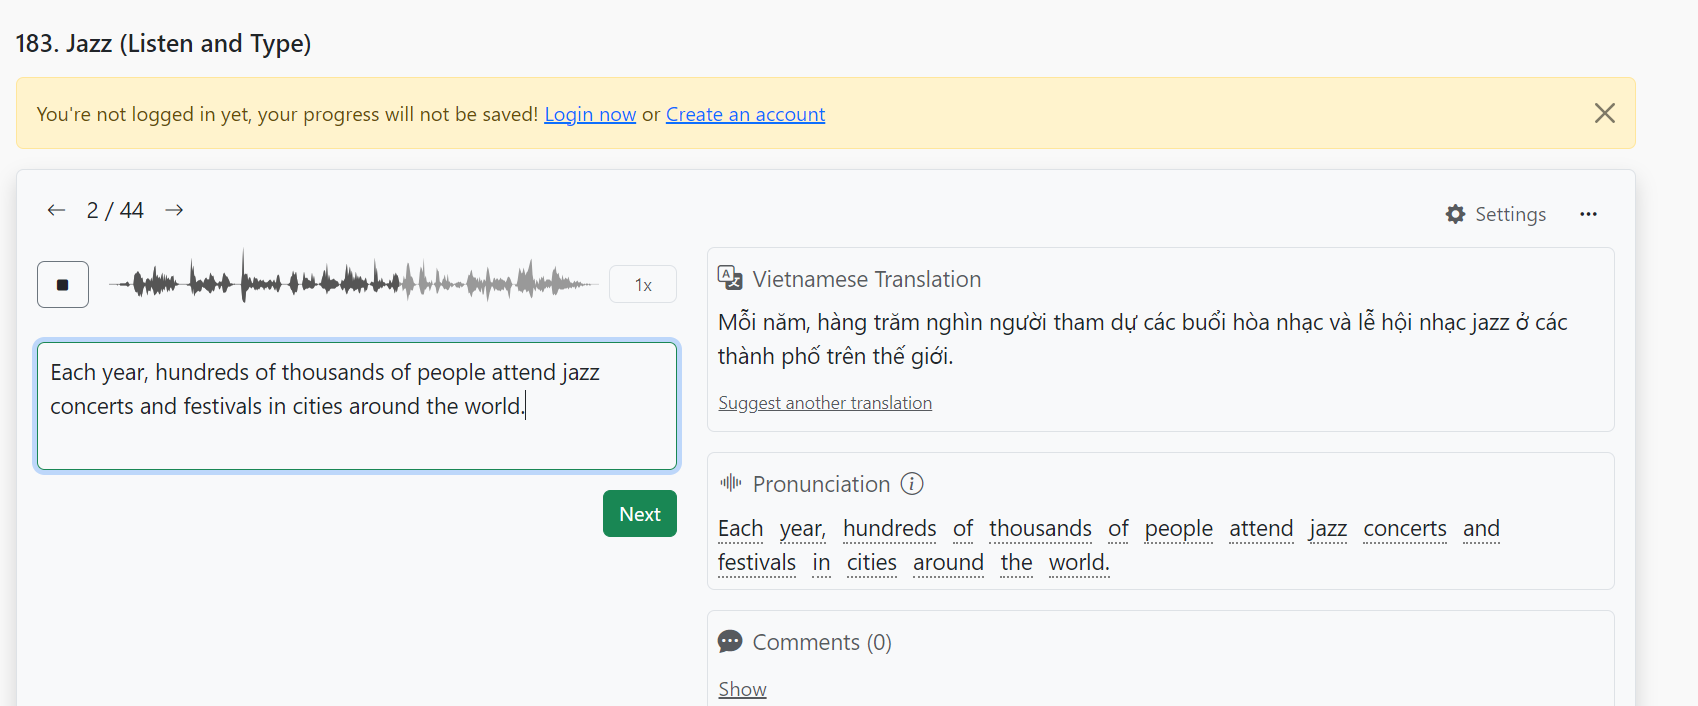 183. Jazz (Listen and Type)
You're not logged in yet, your progress will not be saved! Login now or Create an account
2 / 44
Settings
1x
Each year, hundreds of thousands of people attend jazz
concerts and festivals in cities around the world.
Next
Vietnamese Translation
Mỗi năm, hàng trăm nghìn người tham dự các buổi hòa nhạc và lễ hội nhạc jazz ở các
thành phố trên thế giới.
Suggest another translation
Pronunciation
Each year, hundreds of thousands of people attend jazz concerts and
festivals in cities around the world.
Comments (0)
Show